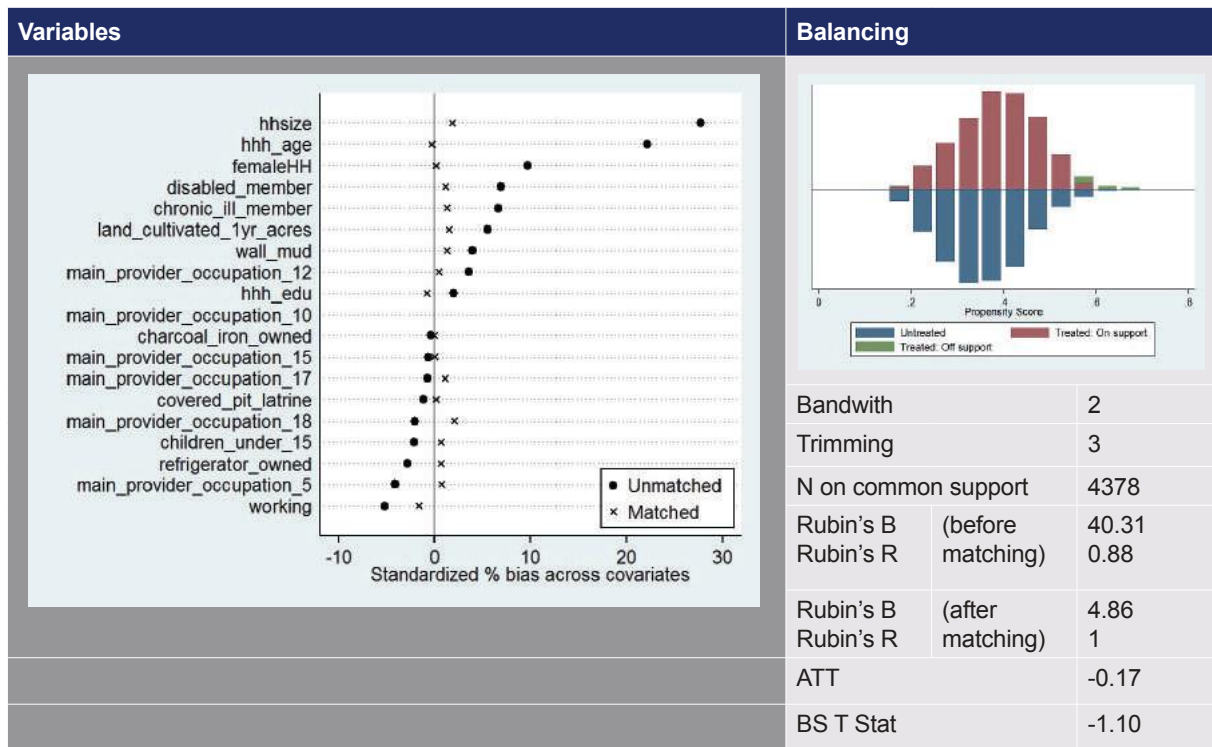 Variables
Balancing
hhsize
hhh_age
femaleHH
disabled_member
chronic_ill_member
land_cultivated_1yr_acres
wall_mud
main_provider_occupation_12
hhh_edu
main_provider_occupation_10
charcoal_iron_owned
main_provider_occupation_15
main_provider_occupation_17
covered_pit_latrine
main_provider_occupation_18
children_under_15
refrigerator_owned
main_provider_occupation_5
working
Unmatched
Matched
-10 0 10 20 30
Standardized % bias across covariates
0 .2 .4 .6 .8
Propensity Score
Untreated Treated: On support
Treated: Off support
Bandwith 2
Trimming 3
N on common support 4378
Rubin's B (before 40.31
Rubin's R matching) 0.88
Rubin's B (after 4.86
Rubin's R matching) 1
ATT -0.17
BS T Stat -1.10